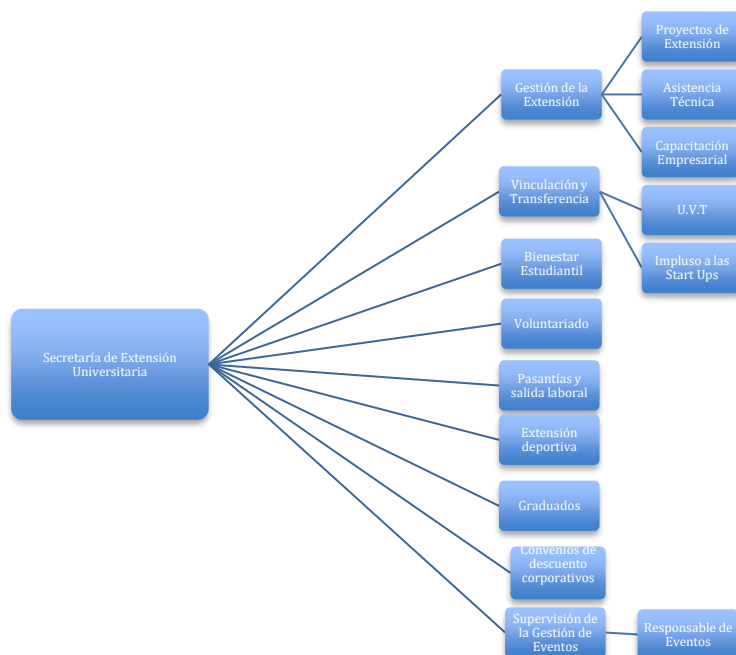 Secretaría de Extensión
Universitaria
Gestión de la
Extensión
Proyectos de
Extensión
Asistencia
Técnica
Capacitación
Empresarial
Vinculación y
Transferencia
U.V.T
Impluso a las
Start Ups
Bienestar
Estudiantil
Voluntariado
Pasantías y
salida laboral
Extensión
deportiva
Graduados
Convenios de
descuento
corporativos
Supervisión de
la Gestión de
Eventos
Responsable de
Eventos